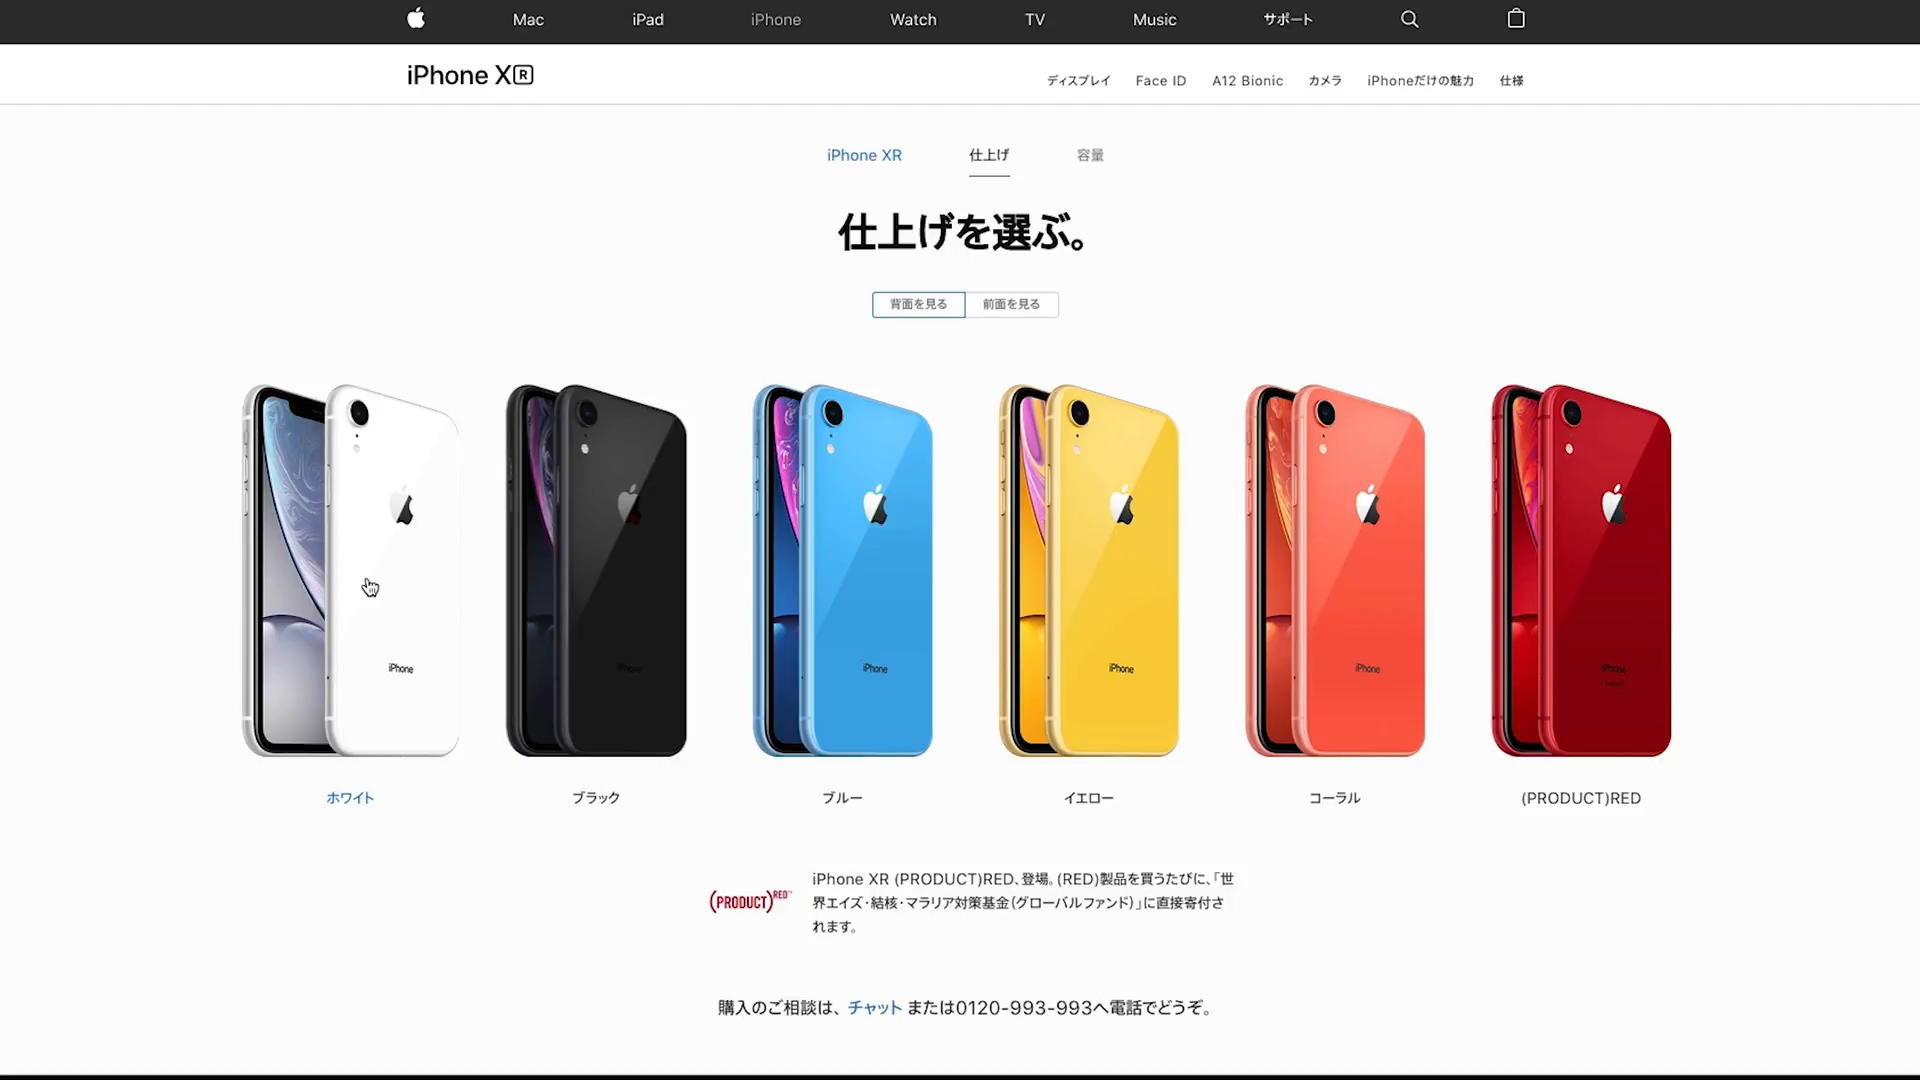 Mac iPad iPhone Watch TV Music サポート
iPhone XR
ディスプレイ Face ID A12 Bionic カメラ iPhoneだけの魅力 仕様
iPhone XR 仕上げ 容量
仕上げを選ぶ。
背面を見る 前面を見る
iPhone iPhone iPhone iPhone iPhone iPhone
ホワイト ブラック ブルー イエロー コーラル (PRODUCT)RED
(PRODUCT)RED™
iPhone XR (PRODUCT)RED、登場。(RED)製品を買うたびに、「世
界エイズ・結核・マラリア対策基金(グローバルファンド)」に直接寄付さ
れます。
購入のご相談は、チャット または0120-993-993へ電話でどうぞ。